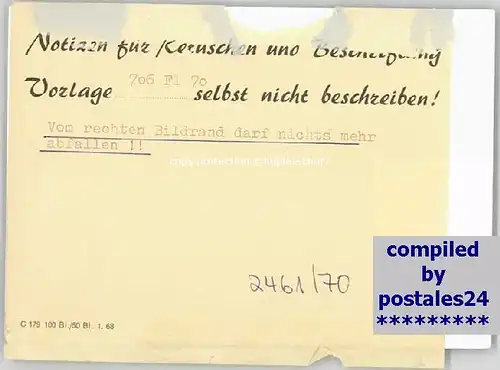 Notizen für Retuschen und Beschriftung
706 Fl 70
Vorlage selbst nicht beschreiben!
Vom rechten Bildrand darf nichts mehr
abfallen !!
2461/70
C 179 100 Bl./50 Bl. 1. 68
compiled
by
postales24
*********